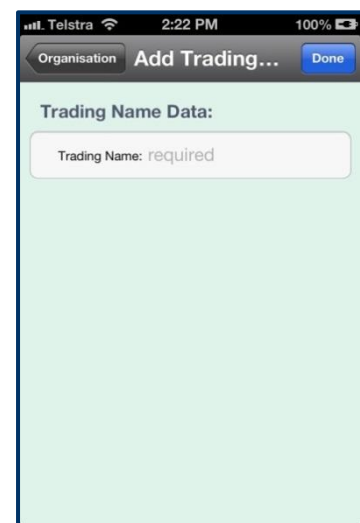 Telstra 2:22 PM 100%
Organisation Add Trading... Done
Trading Name Data:
Trading Name: required